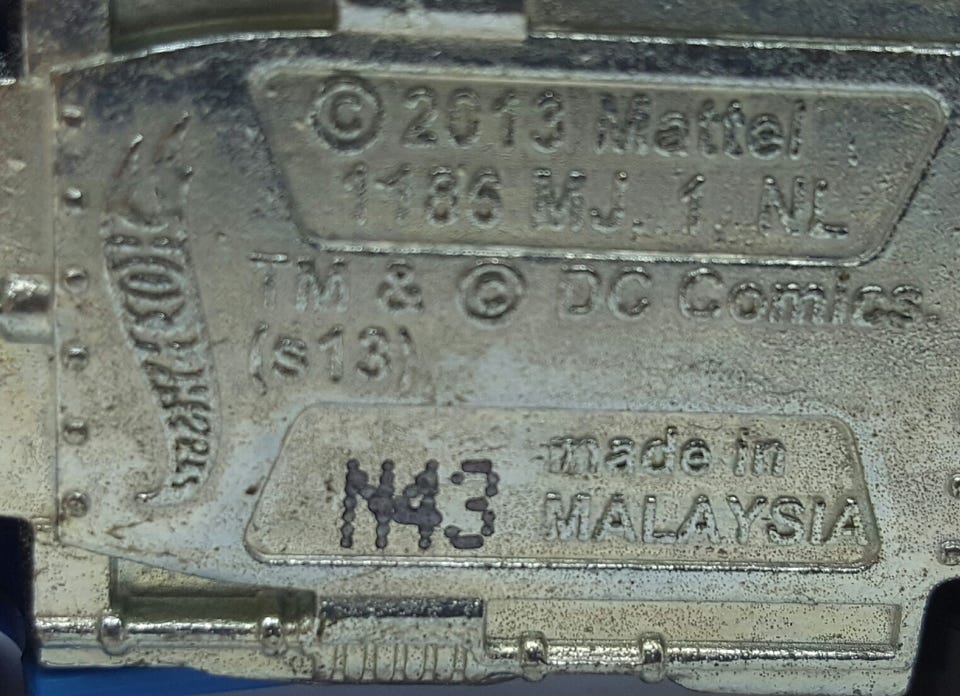 HOT WHEELS
© 2013 Mattel
1186 MJ. 1. NL
TM & © DC Comics.
(s13)
N43
made in
MALAYSIA